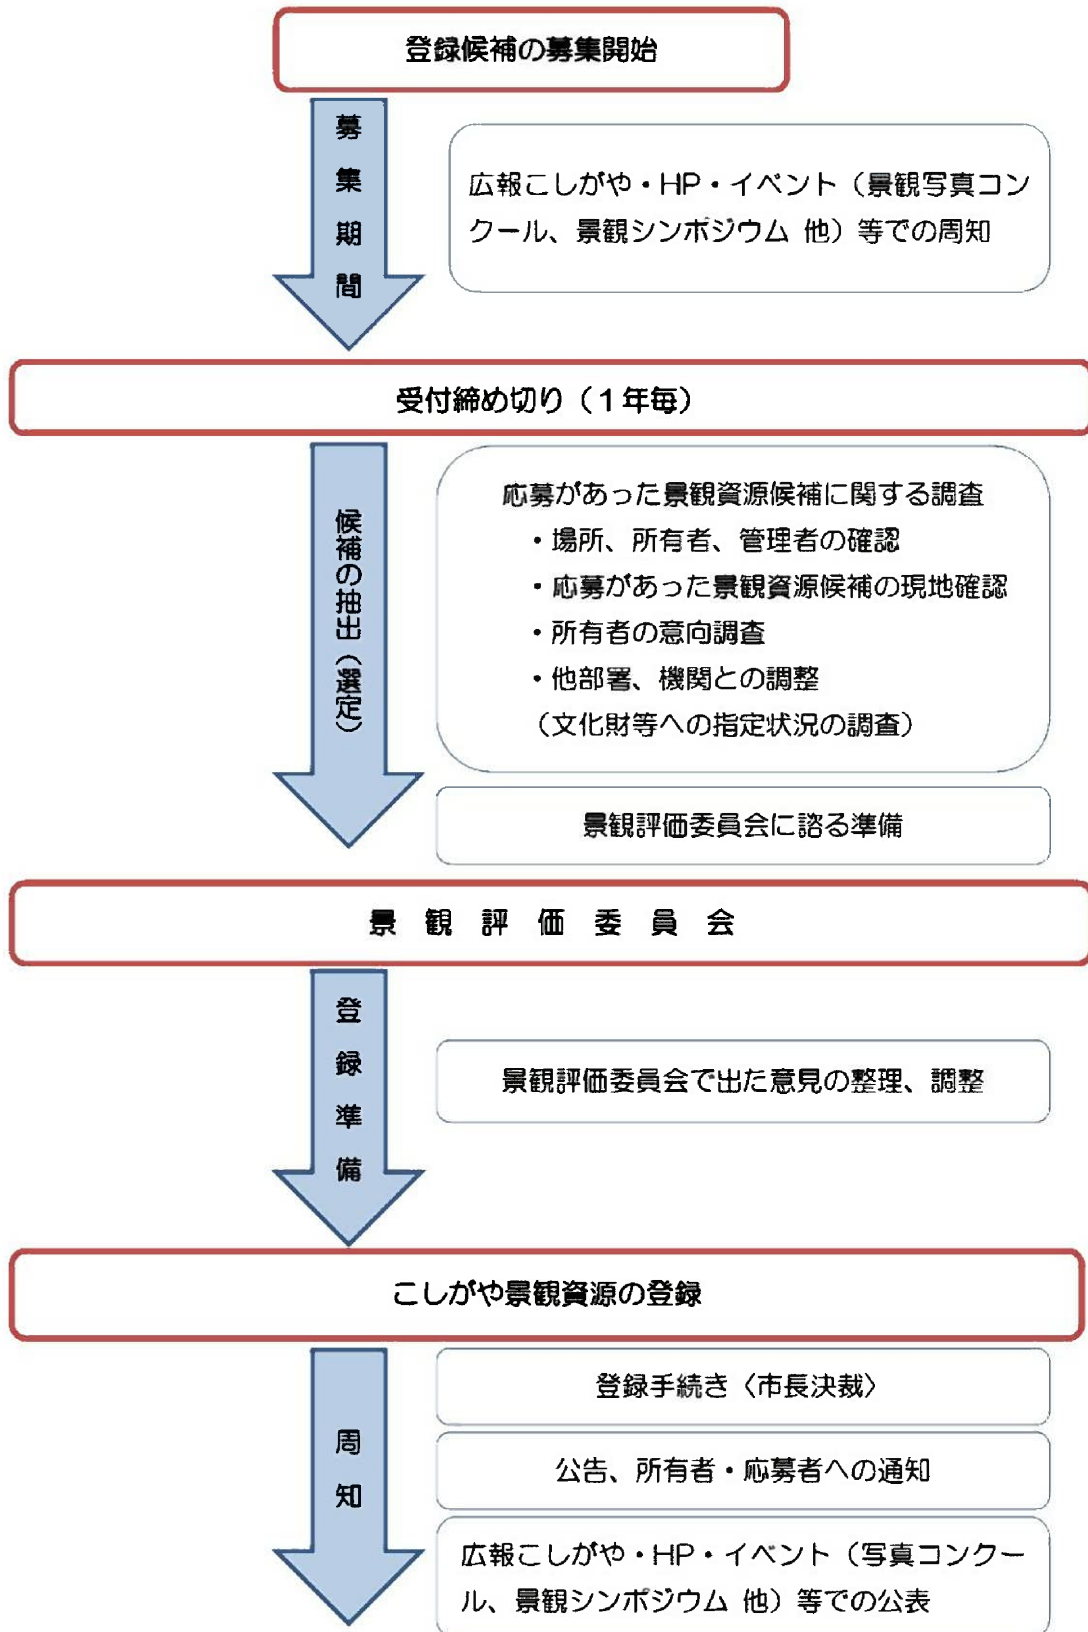 登録候補の募集開始
募集期間
広報こしがや・HP・イベント（景観写真コン
クール、景観シンポジウム 他）等での周知
受付締め切り（１年毎）
候補の抽出（選定）
応募があった景観資源候補に関する調査
・場所、所有者、管理者の確認
・応募があった景観資源候補の現地確認
・所有者の意向調査
・他部署、機関との調整
（文化財等への指定状況の調査）
景観評価委員会に諮る準備
景観評価委員会
登録準備
景観評価委員会で出た意見の整理、調整
こしがや景観資源の登録
周知
登録手続き〈市長決裁〉
公告、所有者・応募者への通知
広報こしがや・HP・イベント（写真コンクー
ル、景観シンポジウム 他）等での公表